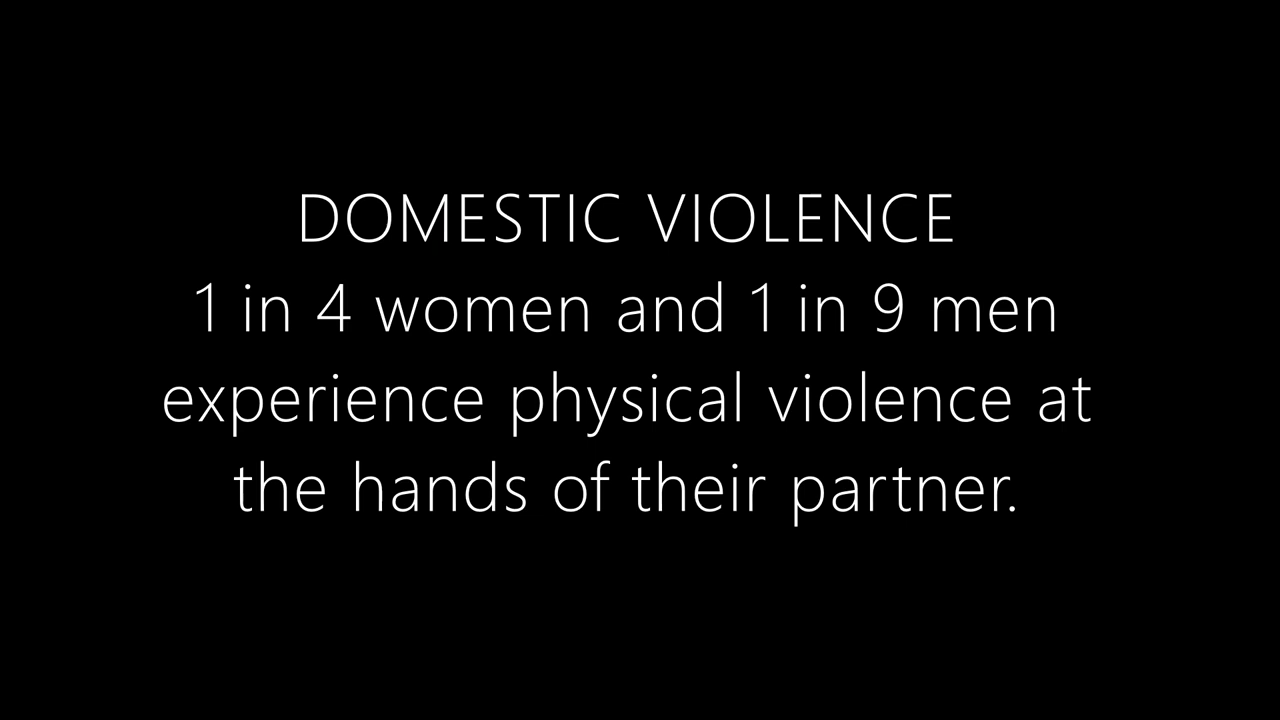 DOMESTIC VIOLENCE
1 in 4 women and 1 in 9 men
experience physical violence at
the hands of their partner.